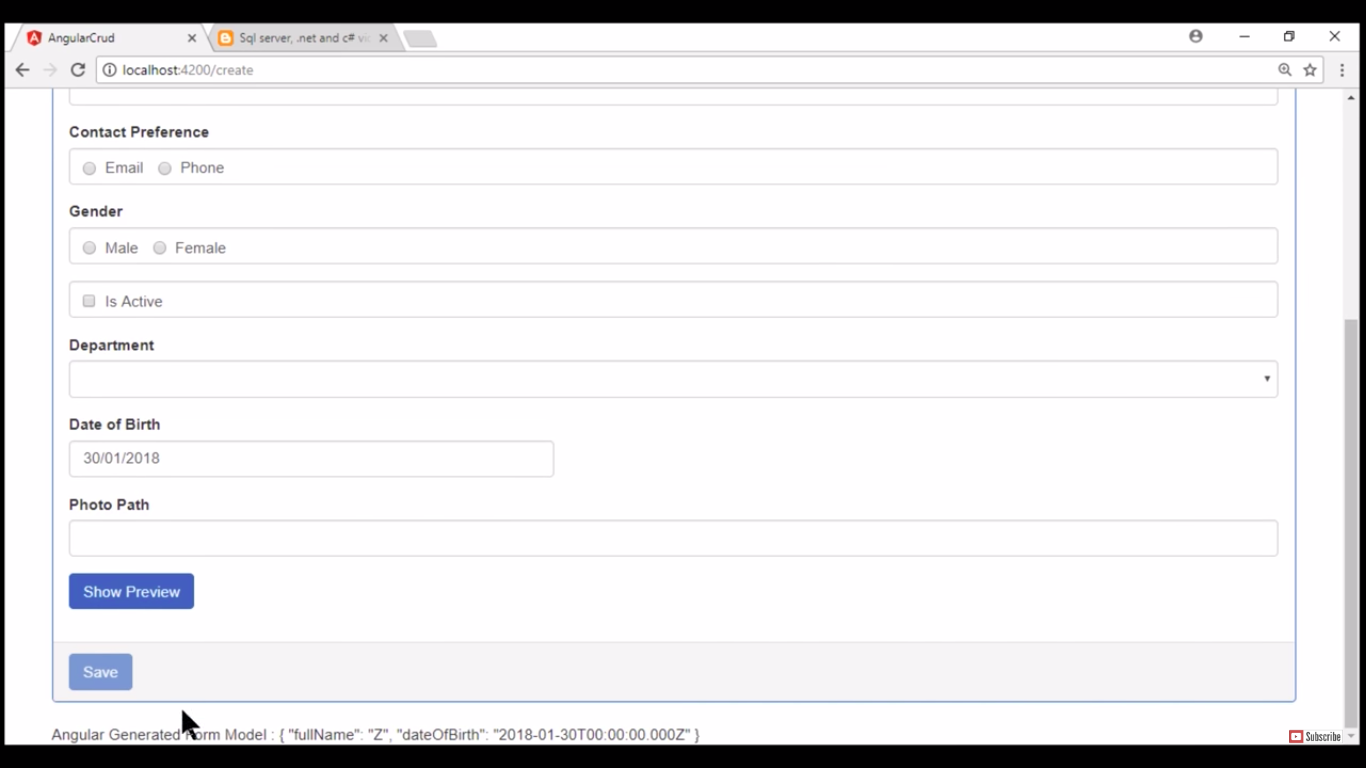 AngularCrud
Sql server, .net and c# vi
localhost:4200/create
Contact Preference
Email Phone
Gender
Male Female
Is Active
Department
Date of Birth
30/01/2018
Photo Path
Show Preview
Save
Angular Generated Form Model : { "fullName": "Z", "dateOfBirth": "2018-01-30T00:00:00.000Z" }
Subscribe